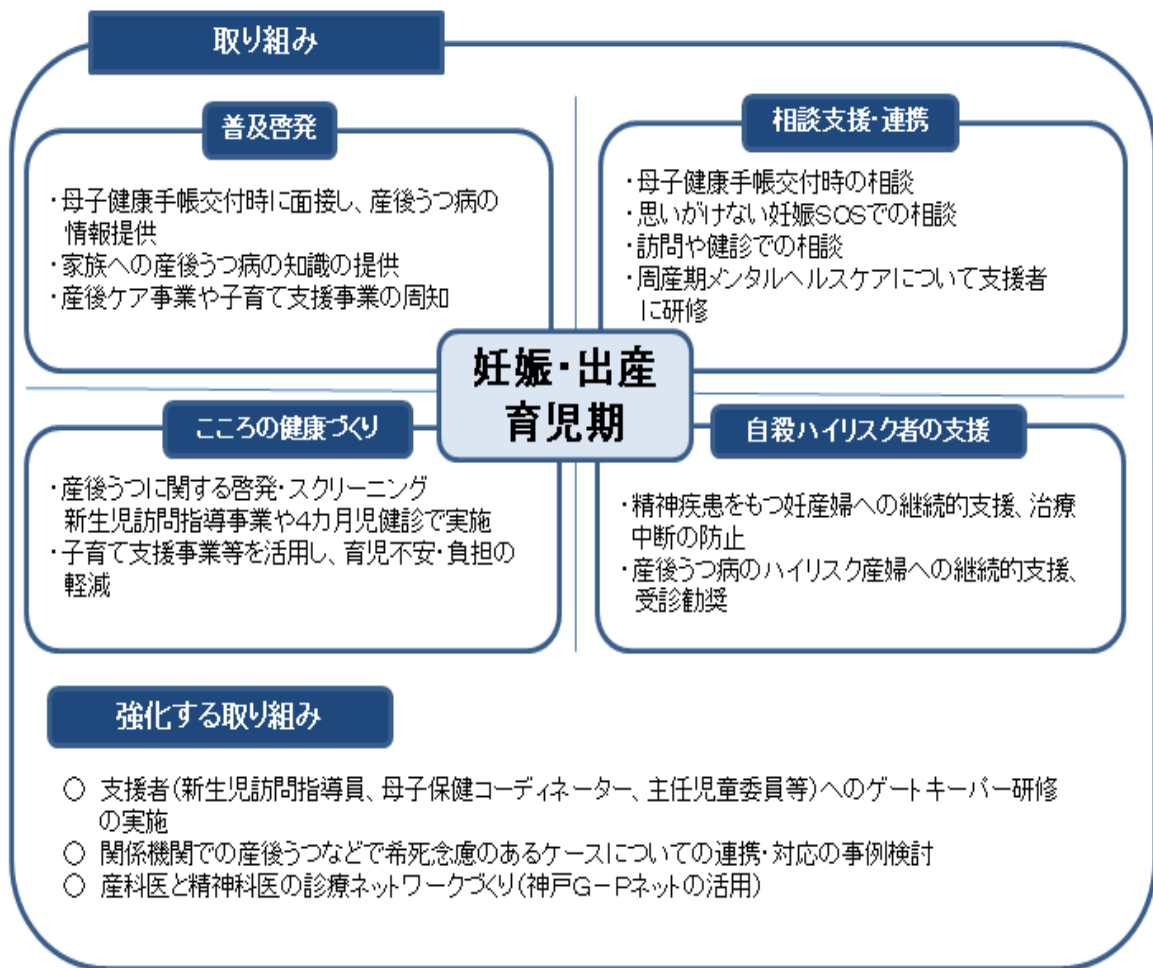 取り組み
普及啓発
・母子健康手帳交付時に面接し、産後うつ病の
情報提供
・家族への産後うつ病の知識の提供
・産後ケア事業や子育て支援事業の周知
相談支援・連携
・母子健康手帳交付時の相談
・思いがけない妊娠SOSでの相談
・訪問や健診での相談
・周産期メンタルヘルスケアについて支援者
に研修
妊娠・出産
育児期
こころの健康づくり
・産後うつに関する啓発・スクリーニング
新生児訪問指導事業や4カ月児健診で実施
・子育て支援事業等を活用し、育児不安・負担の
軽減
自殺ハイリスク者の支援
・精神疾患をもつ妊産婦への継続的支援、治療
中断の防止
・産後うつ病のハイリスク産婦への継続的支援、
受診勧奨
強化する取り組み
○ 支援者(新生児訪問指導員、母子保健コーディネーター、主任児童委員等)へのゲートキーパー研修
の実施
○ 関係機関での産後うつなどで希死念慮のあるケースについての連携・対応の事例検討
○ 産科医と精神科医の診療ネットワークづくり(神戸G－Pネットの活用)